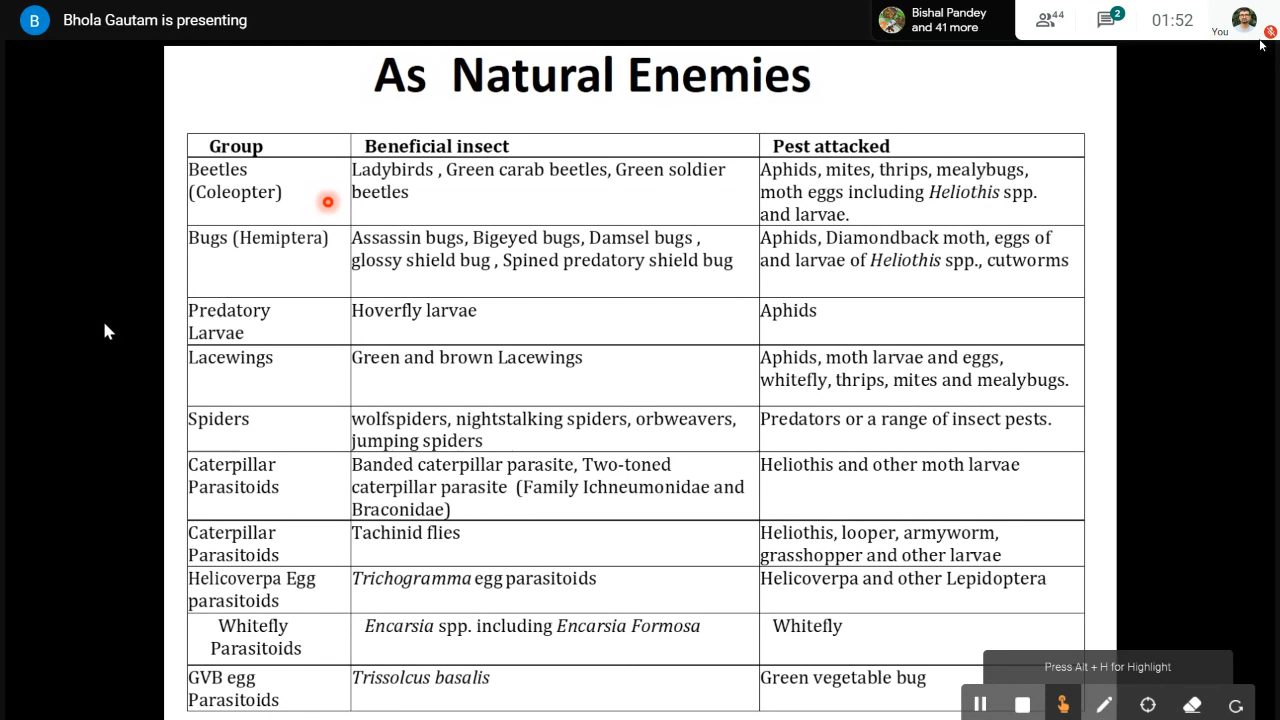 B Bhola Gautam is presenting
Bishal Pandey
and 41 more
44
2
01:52
You
As Natural Enemies
Group Beneficial insect Pest attacked
Beetles
(Coleopter)
Ladybirds , Green carab beetles, Green soldier
beetles
Aphids, mites, thrips, mealybugs,
moth eggs including Heliothis spp.
and larvae.
Bugs (Hemiptera)
Assassin bugs, Bigeyed bugs, Damsel bugs ,
glossy shield bug , Spined predatory shield bug
Aphids, Diamondback moth, eggs of
and larvae of Heliothis spp., cutworms
Predatory
Larvae
Hoverfly larvae
Aphids
Lacewings
Green and brown Lacewings
Aphids, moth larvae and eggs,
whitefly, thrips, mites and mealybugs.
Spiders
wolfspiders, nightstalking spiders, orbweavers,
jumping spiders
Predators or a range of insect pests.
Caterpillar
Parasitoids
Banded caterpillar parasite, Two-toned
caterpillar parasite (Family Ichneumonidae and
Braconidae)
Heliothis and other moth larvae
Caterpillar
Parasitoids
Tachinid flies
Heliothis, looper, armyworm,
grasshopper and other larvae
Helicoverpa Egg
parasitoids
Trichogramma egg parasitoids
Helicoverpa and other Lepidoptera
Whitefly
Parasitoids
Encarsia spp. including Encarsia Formosa
Whitefly
GVB egg
Parasitoids
Trissolcus basalis
Green vegetable bug
Press Alt + H for Highlight